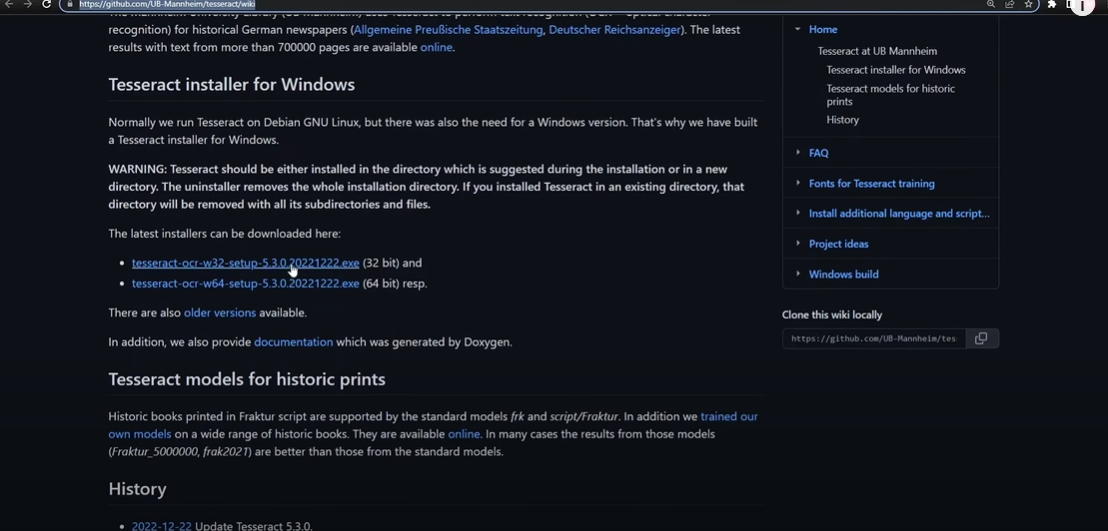 https://github.com/UB-Mannheim/tesseract/wiki
recognition) for historical German newspapers (Allgemeine Preußische Staatszeitung, Deutscher Reichsanzeiger). The latest
results with text from more than 700000 pages are available online.
Tesseract installer for Windows
Normally we run Tesseract on Debian GNU Linux, but there was also the need for a Windows version. That's why we have built
a Tesseract installer for Windows.
WARNING: Tesseract should be either installed in the directory which is suggested during the installation or in a new
directory. The uninstaller removes the whole installation directory. If you installed Tesseract in an existing directory, that
directory will be removed with all its subdirectories and files.
The latest installers can be downloaded here:
• tesseract-ocr-w32-setup-5.3.0.20221222.exe (32 bit) and
• tesseract-ocr-w64-setup-5.3.0.20221222.exe (64 bit) resp.
There are also older versions available.
In addition, we also provide documentation which was generated by Doxygen.
Tesseract models for historic prints
Historic books printed in Fraktur script are supported by the standard models frk and script/Fraktur. In addition we trained our
own models on a wide range of historic books. They are available online. In many cases the results from those models
(Fraktur_5000000, frak2021) are better than those from the standard models.
History
• 2022-12-22 Update Tesseract 5.3.0.
Home
Tesseract at UB Mannheim
Tesseract installer for Windows
Tesseract models for historic
prints
History
FAQ
Fonts for Tesseract training
Install additional language and script...
Project ideas
Windows build
Clone this wiki locally
https://github.com/UB-Mannheim/tes